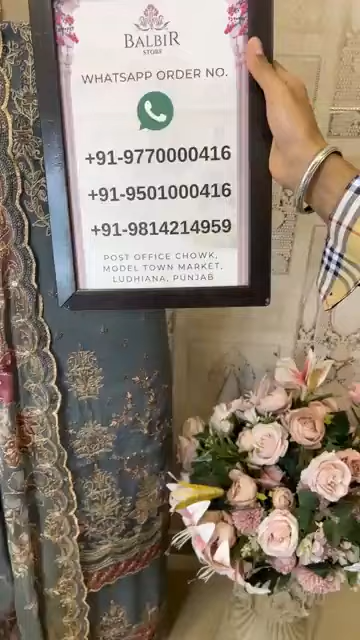 BALBIR
STORE
WHATSAPP ORDER NO.
+91-9770000416
+91-9501000416
+91-9814214959
POST OFFICE CHOWK,
MODEL TOWN MARKET,
LUDHIANA, PUNJAB